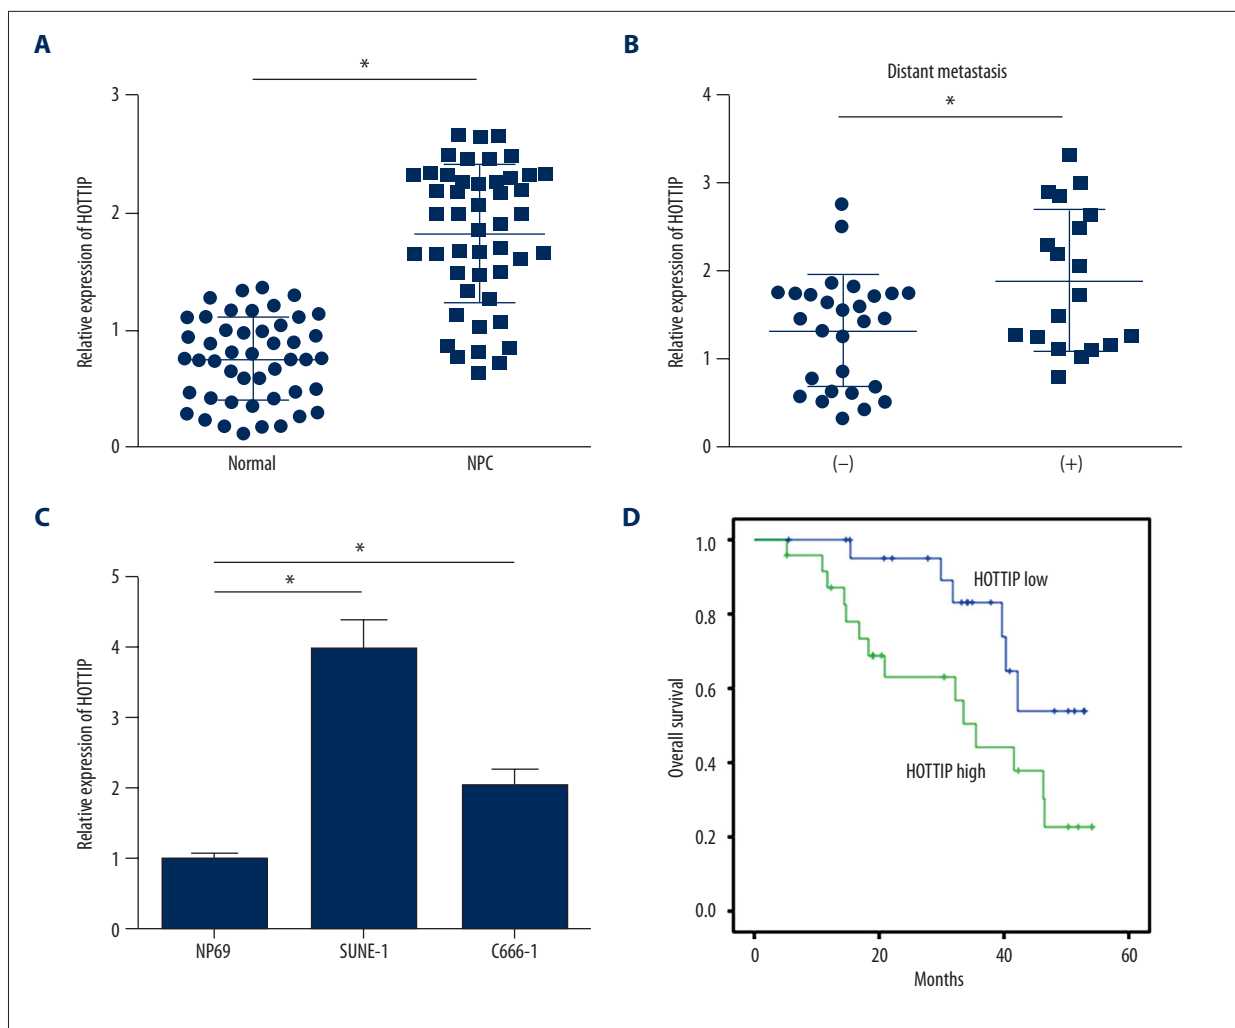 A
*
3
2
1
0
Relative expression of HOTTIP
Normal
NPC
B
Distant metastasis
*
4
3
2
1
0
Relative expression of HOTTIP
(–)
(+)
C
*
*
5
4
3
2
1
0
Relative expression of HOTTIP
NP69
SUNE-1
C666-1
D
1.0
0.8
0.6
0.4
0.2
0.0
Overall survival
HOTTIP low
HOTTIP high
0
20
40
60
Months